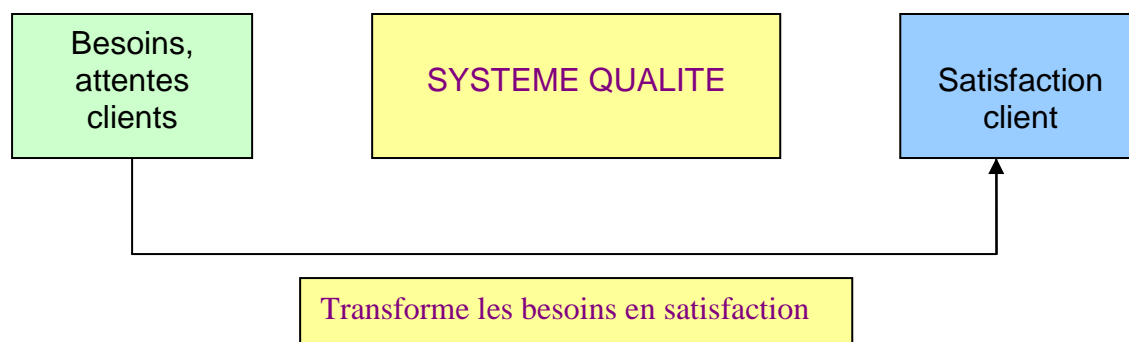 Besoins,
attentes
clients
SYSTEME QUALITE
Satisfaction
client
Transforme les besoins en satisfaction